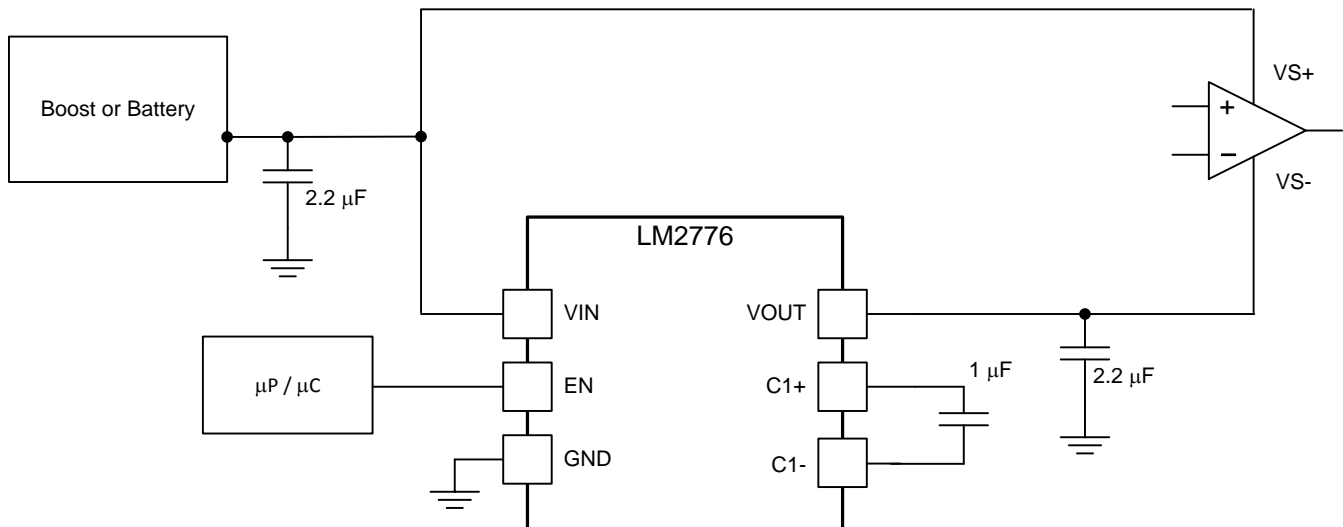 VS+
Boost or Battery
+
−
VS-
2.2 μF
LM2776
VIN
VOUT
μP / μC
EN
C1+
1 μF
2.2 μF
GND
C1-